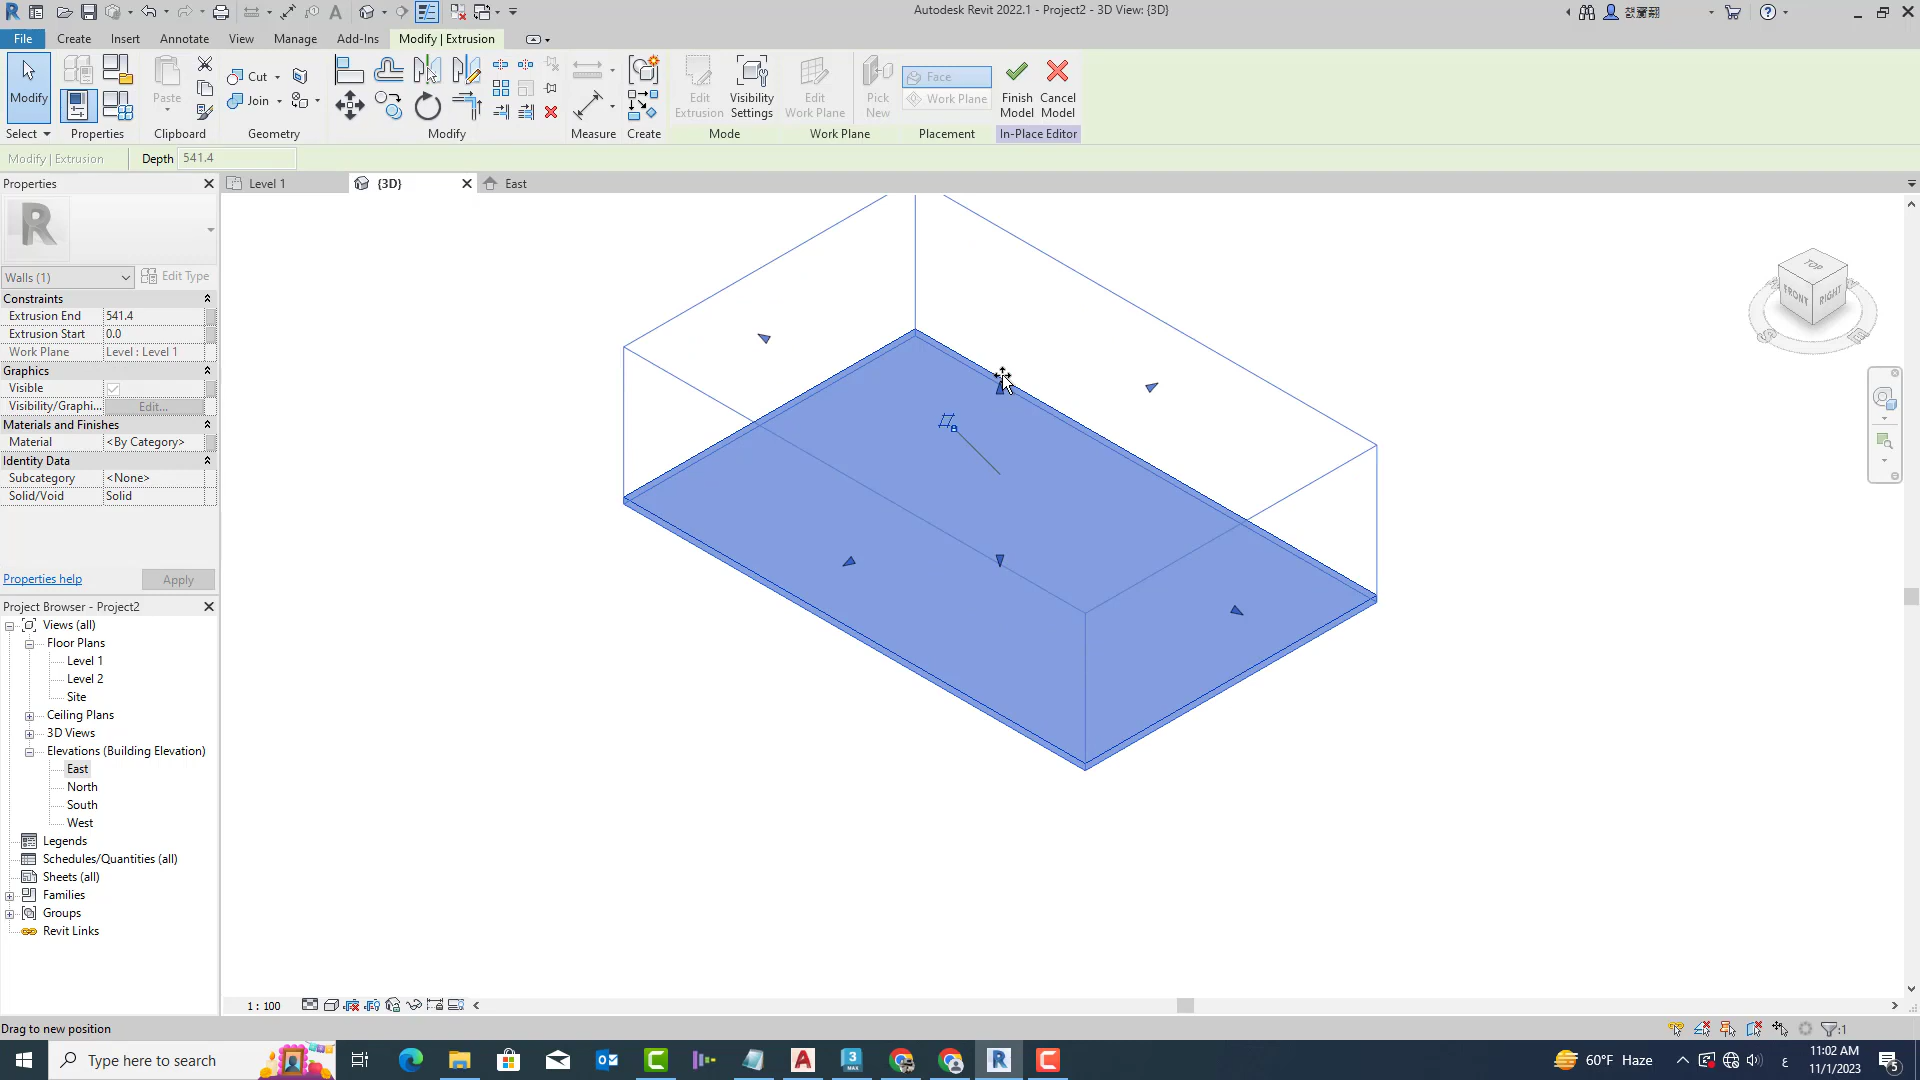 Autodesk Revit 2022.1 - Project2 - 3D View: {3D}
File Create Insert Annotate View Manage Add-Ins Modify | Extrusion
Modify
Paste
Cut
Join
Edit Extrusion
Visibility Settings
Edit Work Plane
Pick New
Face
Work Plane
Finish Model
Cancel Model
Select Properties Clipboard Geometry Modify Measure Create Mode Work Plane Placement In-Place Editor
Modify | Extrusion Depth 541.4
Properties
Level 1 {3D} East
Walls (1) Edit Type
Constraints
Extrusion End 541.4
Extrusion Start 0.0
Work Plane Level : Level 1
Graphics
Visible
Visibility/Graphi... Edit...
Materials and Finishes
Material <By Category>
Identity Data
Subcategory <None>
Solid/Void Solid
Properties help Apply
Project Browser - Project2
Views (all)
Floor Plans
Level 1
Level 2
Site
Ceiling Plans
3D Views
Elevations (Building Elevation)
East
North
South
West
Legends
Schedules/Quantities (all)
Sheets (all)
Families
Groups
Revit Links
TOP
FRONT RIGHT
1 : 100
Drag to new position
:1
Type here to search
60°F Haze
ع
11:02 AM
11/1/2023
5